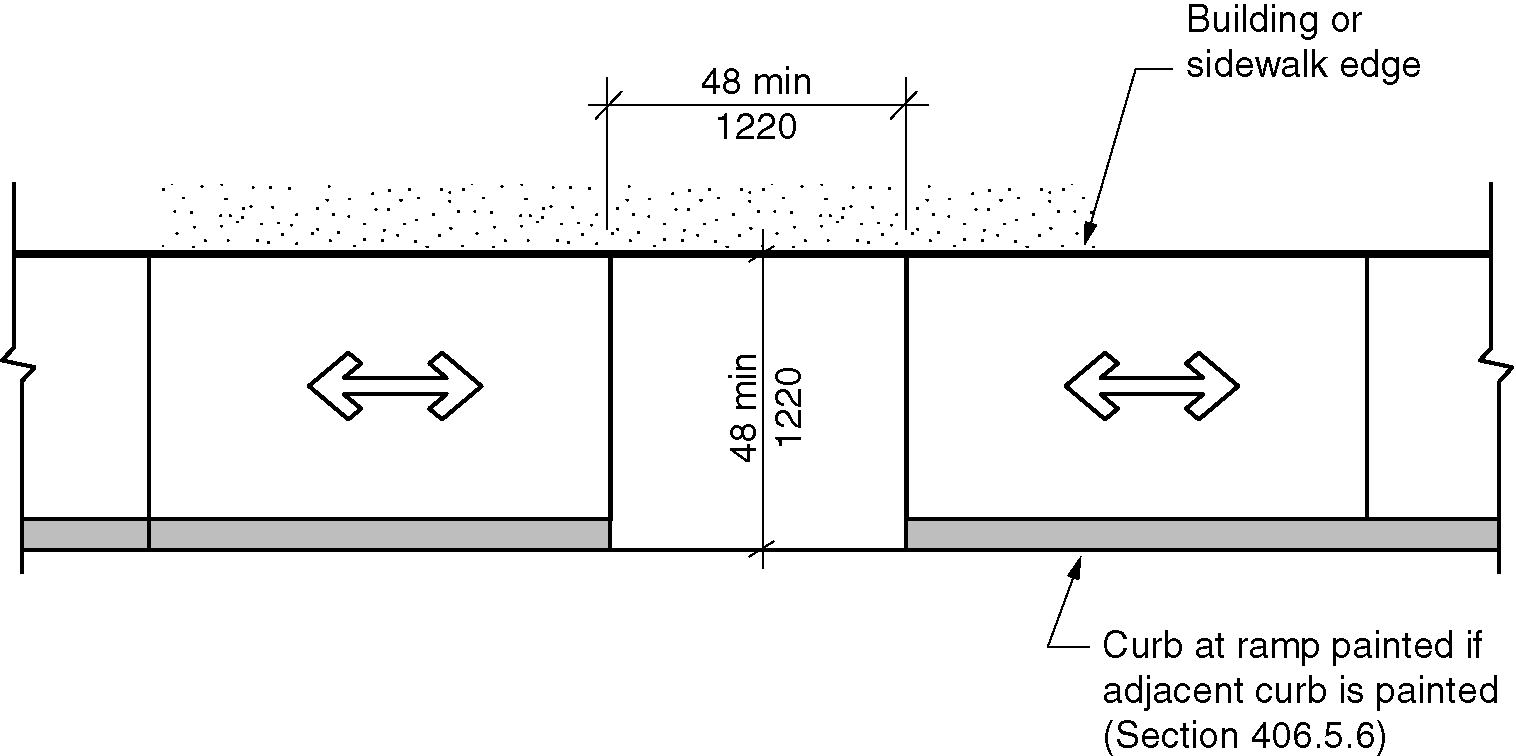 Building or
sidewalk edge
48 min
1220
48 min
1220
Curb at ramp painted if
adjacent curb is painted
(Section 406.5.6)